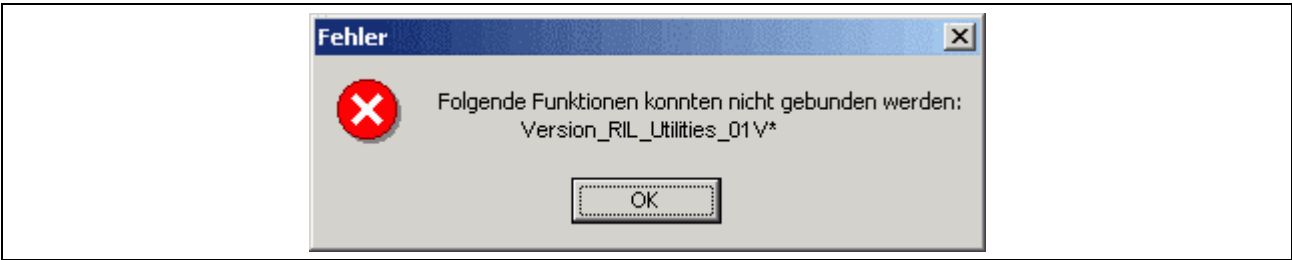 Fehler
Folgende Funktionen konnten nicht gebunden werden:
Version_RIL_Utilities_01V*
OK